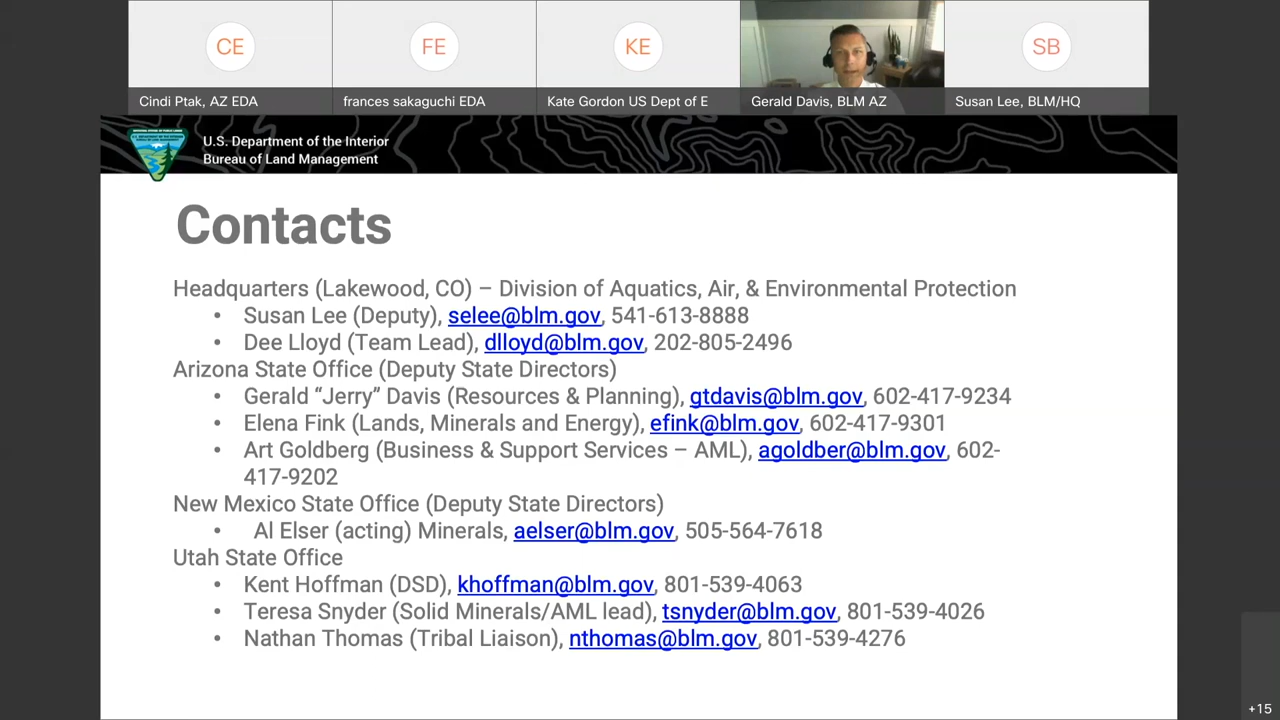 CE
FE
KE
SB
Cindi Ptak, AZ EDA
frances sakaguchi EDA
Kate Gordon US Dept of E
Gerald Davis, BLM AZ
Susan Lee, BLM/HQ
U.S. Department of the Interior
Bureau of Land Management
Contacts
Headquarters (Lakewood, CO) – Division of Aquatics, Air, & Environmental Protection
• Susan Lee (Deputy), selee@blm.gov, 541-613-8888
• Dee Lloyd (Team Lead), dlloyd@blm.gov, 202-805-2496
Arizona State Office (Deputy State Directors)
• Gerald “Jerry” Davis (Resources & Planning), gtdavis@blm.gov, 602-417-9234
• Elena Fink (Lands, Minerals and Energy), efink@blm.gov, 602-417-9301
• Art Goldberg (Business & Support Services – AML), agoldber@blm.gov, 602-
417-9202
New Mexico State Office (Deputy State Directors)
• Al Elser (acting) Minerals, aelser@blm.gov, 505-564-7618
Utah State Office
• Kent Hoffman (DSD), khoffman@blm.gov, 801-539-4063
• Teresa Snyder (Solid Minerals/AML lead), tsnyder@blm.gov, 801-539-4026
• Nathan Thomas (Tribal Liaison), nthomas@blm.gov, 801-539-4276
+15